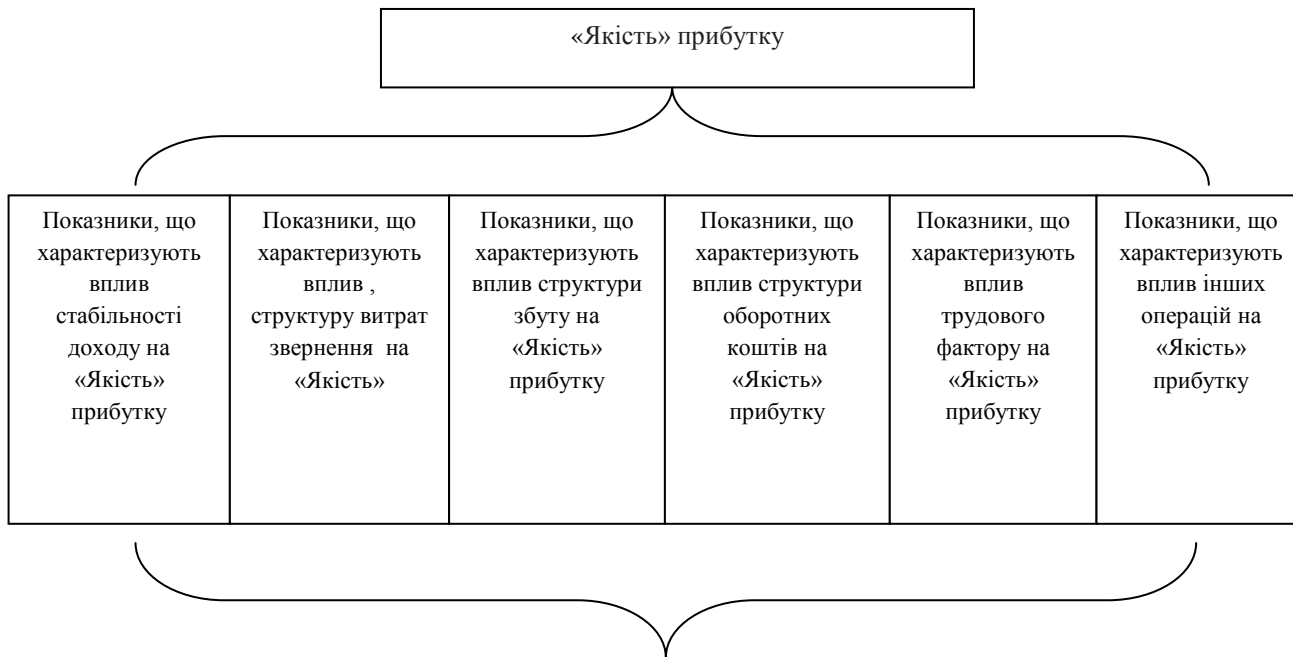 «Якість» прибутку
Показники, що
характеризують
вплив
стабільності
доходу на
«Якість»
прибутку
Показники, що
характеризують
вплив ,
структуру витрат
звернення на
«Якість»
Показники, що
характеризують
вплив структури
збуту на
«Якість»
прибутку
Показники, що
характеризують
вплив структури
оборотних
коштів на
«Якість»
прибутку
Показники, що
характеризують
вплив
трудового
фактору на
«Якість»
прибутку
Показники, що
характеризують
вплив інших
операцій на
«Якість»
прибутку